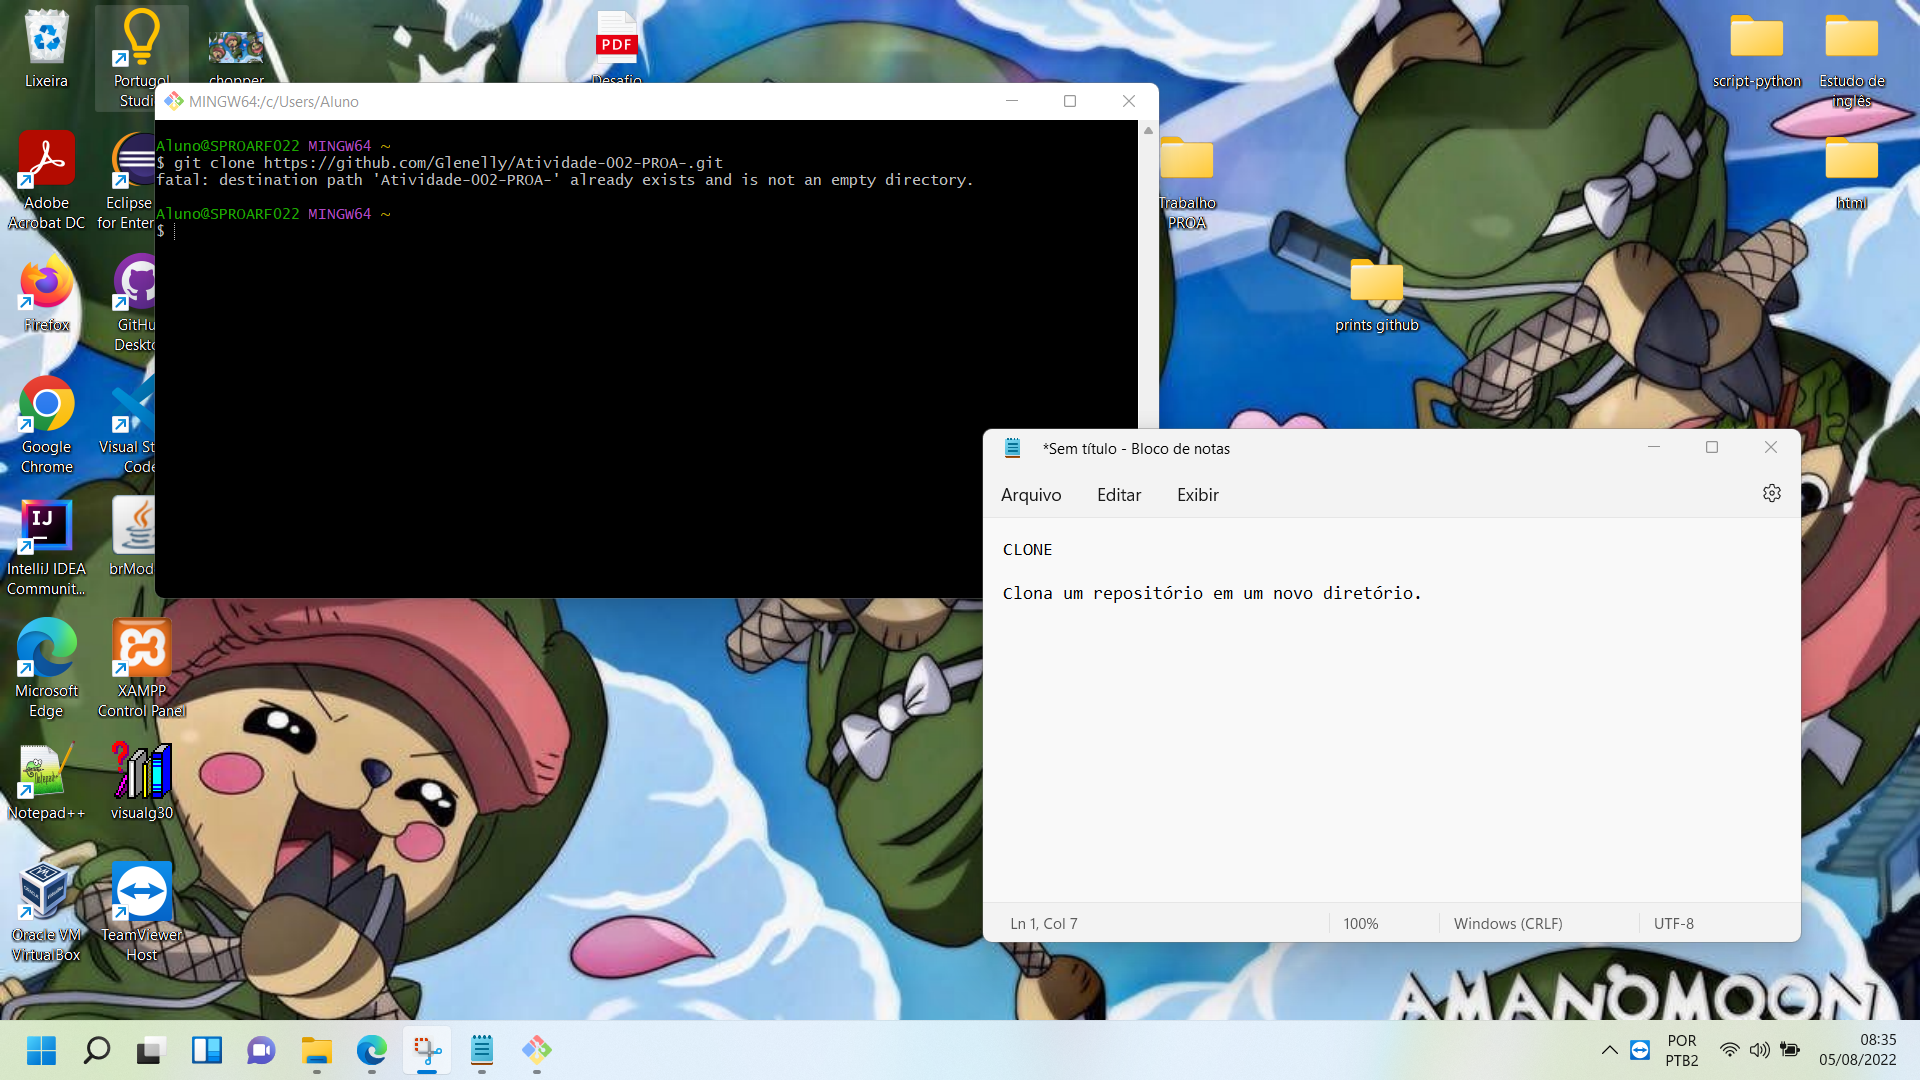 Lixeira
Portugol
Studi
chopper
PDF
Desafio
script-python
Estudo de
inglês
MINGW64:/c/Users/Aluno
Aluno@SPROARF022 MINGW64 ~
$ git clone https://github.com/Glenelly/Atividade-002-PROA-.git
fatal: destination path 'Atividade-002-PROA-' already exists and is not an empty directory.
Aluno@SPROARF022 MINGW64 ~
$
Adobe
Acrobat DC
Eclipse
for Enter
Trabalho
PROA
html
Firefox
GitHu
Deskto
prints github
Google
Chrome
Visual St
Code
*Sem título - Bloco de notas
Arquivo Editar Exibir
CLONE
Clona um repositório em um novo diretório.
Ln 1, Col 7 100% Windows (CRLF) UTF-8
IJ
IntelliJ IDEA
Communit...
brMod
Microsoft
Edge
XAMPP
Control Panel
Notepad++
visualg30
Oracle VM
VirtualBox
TeamViewer
Host
AMANOMOON
POR
PTB2
08:35
05/08/2022